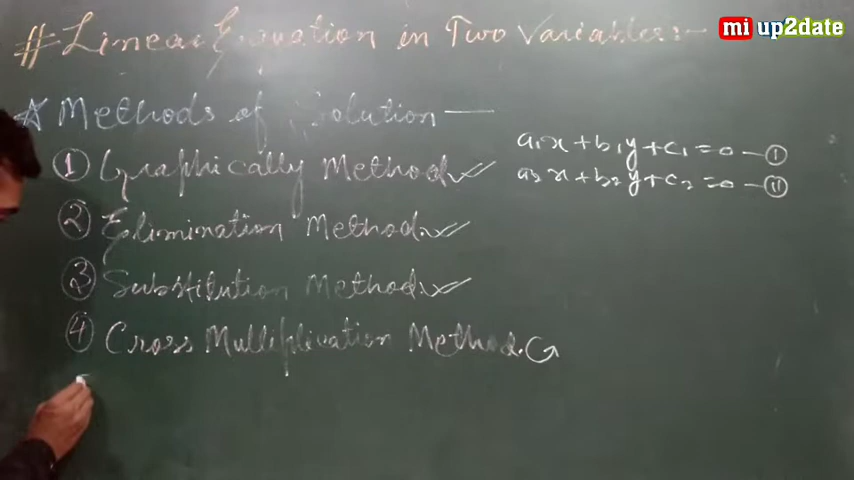 mi up2date
# Linear Equation in Two Variables:-
☆ Methods of Solution —
① Graphically Method. ✓
② Elimination Method. ✓
③ Substitution Method ✓
④ Cross Multiplication Method. G
a₁x + b₁y + c₁ = 0 — Ⓘ
a₂x + b₂y + c₂ = 0 — ⓘⓘ